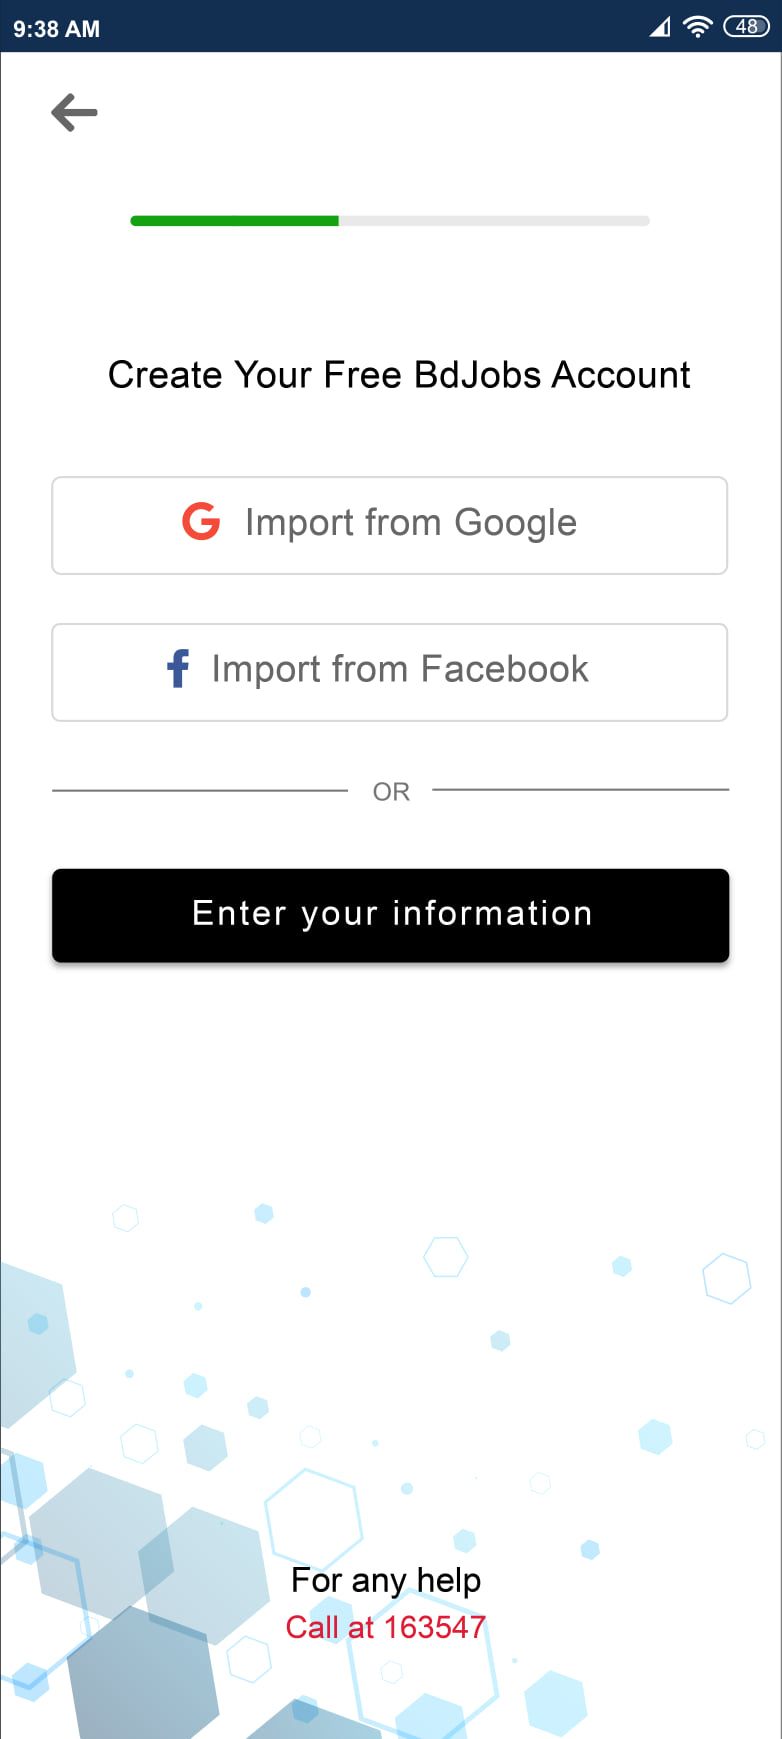 9:38 AM
48
Create Your Free BdJobs Account
Import from Google
Import from Facebook
OR
Enter your information
For any help
Call at 163547